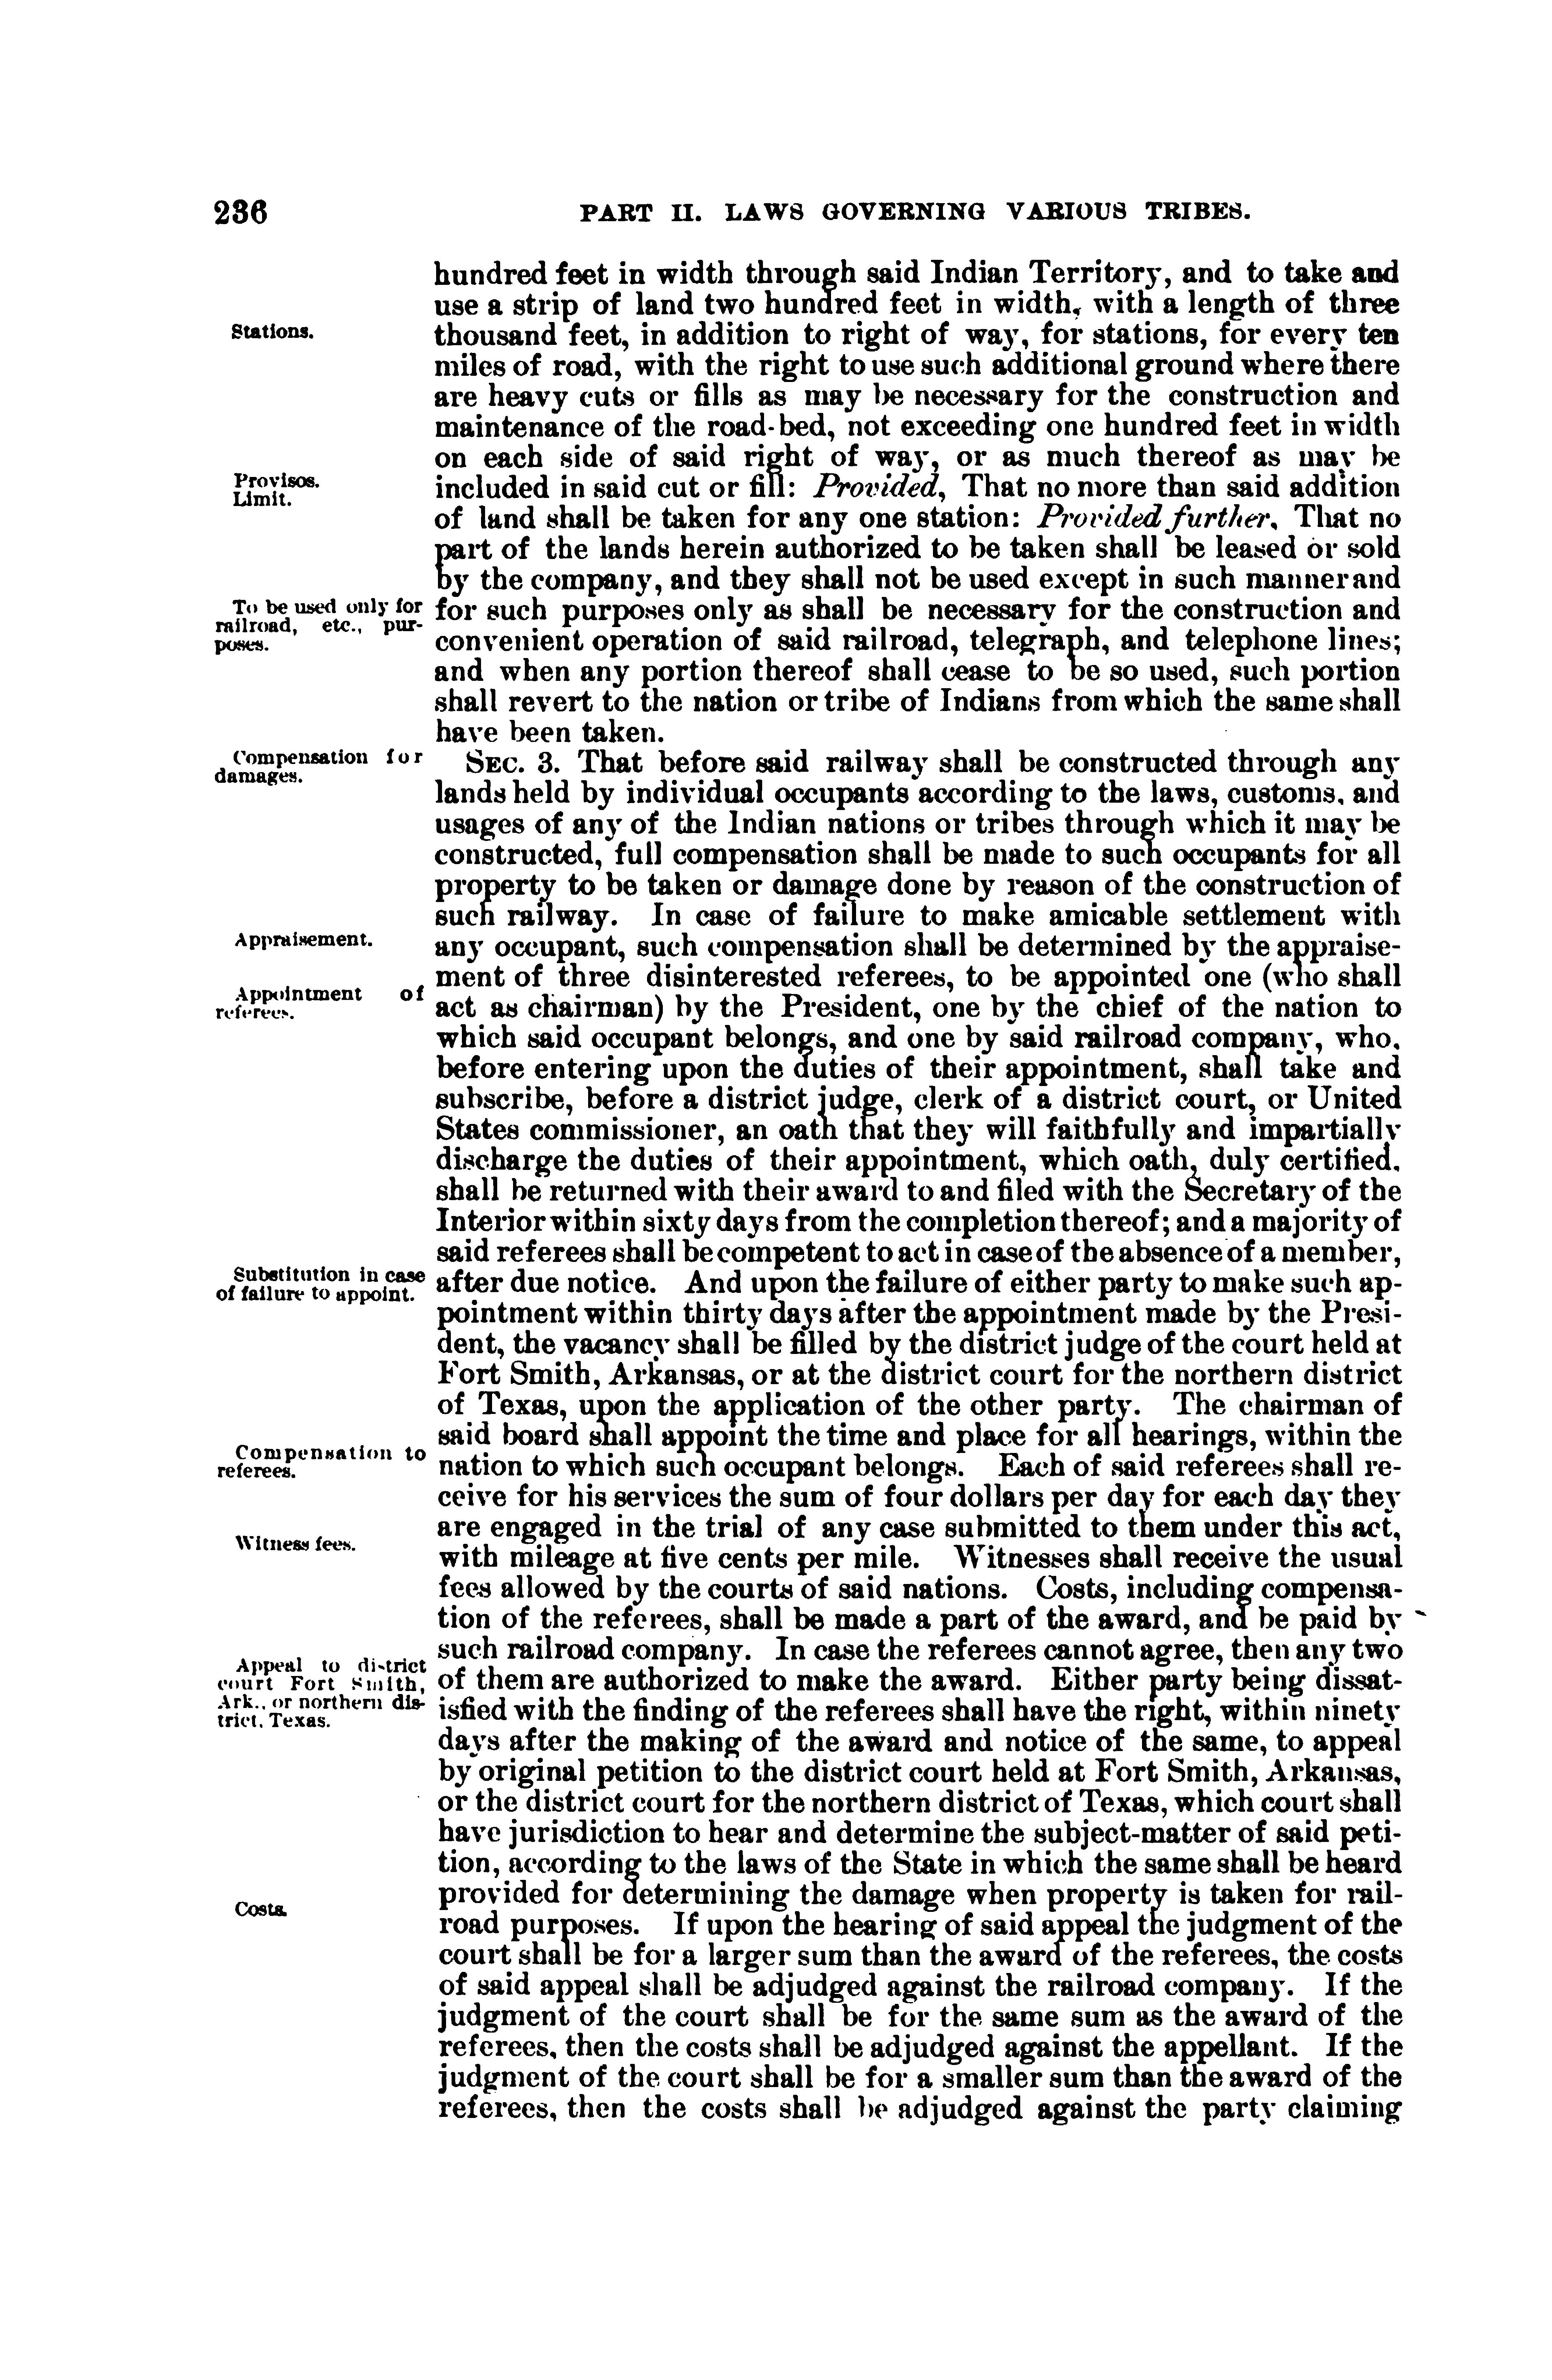 236
PART II. LAWS GOVERNING VARIOUS TRIBES.
hundred feet in width through said Indian Territory, and to take and
use a strip of land two hundred feet in width, with a length of three
Stations.
thousand feet, in addition to right of way, for stations, for every ten
miles of road, with the right to use such additional ground where there
are heavy cuts or fills as may be necessary for the construction and
maintenance of the road-bed, not exceeding one hundred feet in width
on each side of said right of way, or as much thereof as may be
Provisos.
Limit.
included in said cut or fill: Provided, That no more than said addition
of land shall be taken for any one station: Provided further, That no
part of the lands herein authorized to be taken shall be leased or sold
by the company, and they shall not be used except in such manner and
To be used only for
railroad, etc., pur-
poses.
for such purposes only as shall be necessary for the construction and
convenient operation of said railroad, telegraph, and telephone lines;
and when any portion thereof shall cease to be so used, such portion
shall revert to the nation or tribe of Indians from which the same shall
have been taken.
Compensation for
damages.
SEC. 3. That before said railway shall be constructed through any
lands held by individual occupants according to the laws, customs, and
usages of any of the Indian nations or tribes through which it may be
constructed, full compensation shall be made to such occupants for all
property to be taken or damage done by reason of the construction of
such railway. In case of failure to make amicable settlement with
Appraisement.
any occupant, such compensation shall be determined by the appraise-
ment of three disinterested referees, to be appointed one (who shall
Appointment of
referees.
act as chairman) by the President, one by the chief of the nation to
which said occupant belongs, and one by said railroad company, who,
before entering upon the duties of their appointment, shall take and
subscribe, before a district judge, clerk of a district court, or United
States commissioner, an oath that they will faithfully and impartially
discharge the duties of their appointment, which oath, duly certified,
shall be returned with their award to and filed with the Secretary of the
Interior within sixty days from the completion thereof; and a majority of
said referees shall be competent to act in case of the absence of a member,
Substitution in case
of failure to appoint.
after due notice. And upon the failure of either party to make such ap-
pointment within thirty days after the appointment made by the Presi-
dent, the vacancy shall be filled by the district judge of the court held at
Fort Smith, Arkansas, or at the district court for the northern district
of Texas, upon the application of the other party. The chairman of
said board shall appoint the time and place for all hearings, within the
Compensation to
referees.
nation to which such occupant belongs. Each of said referees shall re-
ceive for his services the sum of four dollars per day for each day they
are engaged in the trial of any case submitted to them under this act,
Witness fees.
with mileage at five cents per mile. Witnesses shall receive the usual
fees allowed by the courts of said nations. Costs, including compensa-
tion of the referees, shall be made a part of the award, and be paid by
such railroad company. In case the referees cannot agree, then any two
Appeal to district
court Fort Smith,
Ark., or northern dis-
trict, Texas.
of them are authorized to make the award. Either party being dissat-
isfied with the finding of the referees shall have the right, within ninety
days after the making of the award and notice of the same, to appeal
by original petition to the district court held at Fort Smith, Arkansas,
or the district court for the northern district of Texas, which court shall
have jurisdiction to hear and determine the subject-matter of said peti-
tion, according to the laws of the State in which the same shall be heard
provided for determining the damage when property is taken for rail-
Costs.
road purposes. If upon the hearing of said appeal the judgment of the
court shall be for a larger sum than the award of the referees, the costs
of said appeal shall be adjudged against the railroad company. If the
judgment of the court shall be for the same sum as the award of the
referees, then the costs shall be adjudged against the appellant. If the
judgment of the court shall be for a smaller sum than the award of the
referees, then the costs shall be adjudged against the party claiming